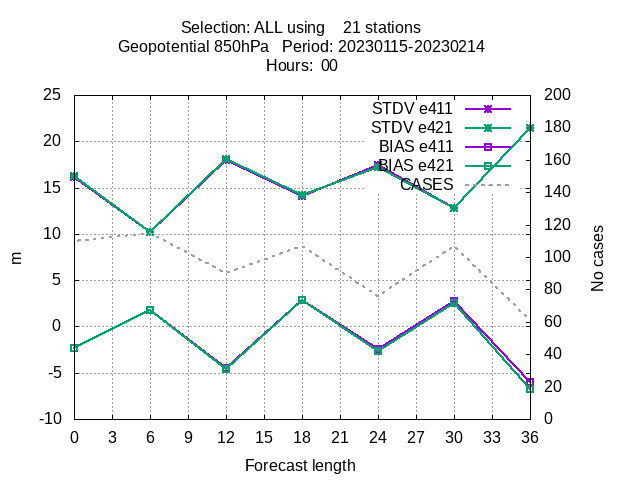 Selection: ALL using    21 stations
Geopotential 850hPa   Period: 20230115-20230214
Hours:  00
STDV e411
STDV e421
BIAS e411
BIAS e421
CASES
25
20
15
10
5
0
-5
-10
m
200
180
160
140
120
100
80
60
40
20
0
No cases
0 3 6 9 12 15 18 21 24 27 30 33 36
Forecast length